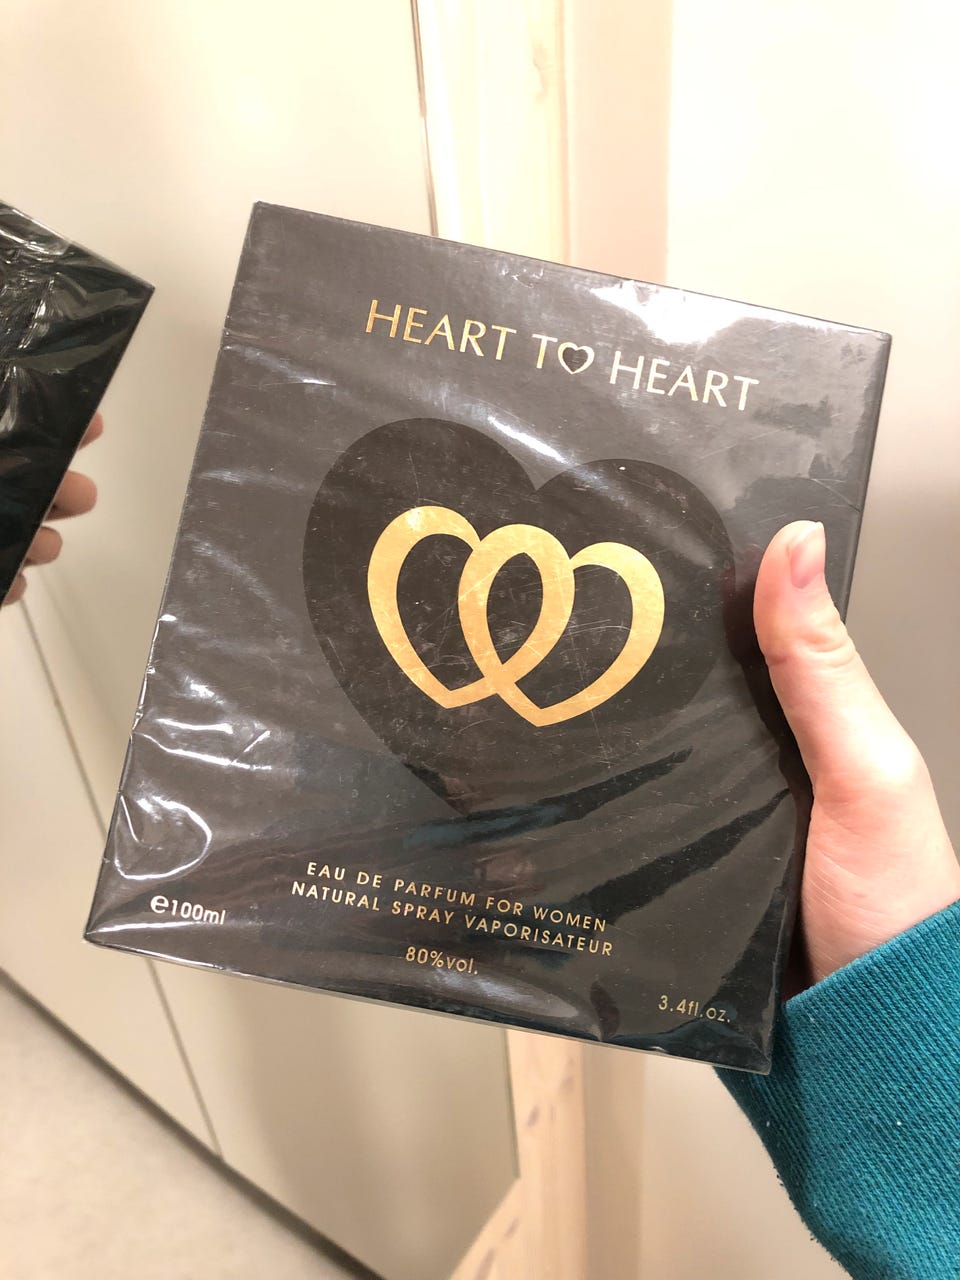 HEART TO HEART
EAU DE PARFUM FOR WOMEN
NATURAL SPRAY VAPORISATEUR
℮100ml
80%vol.
3.4fl.oz.